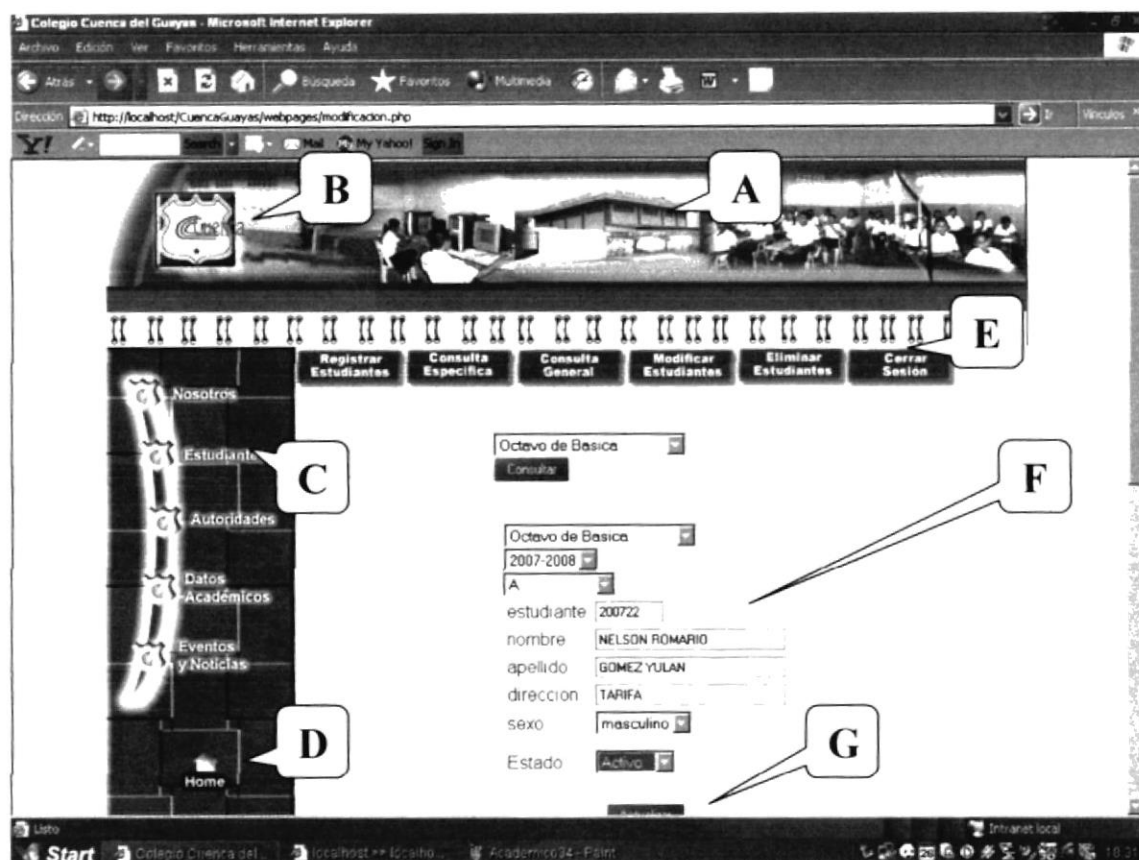 Colegio Cuenca del Guayas - Microsoft Internet Explorer
Archivo Edición Ver Favoritos Herramientas Ayuda
Atrás Búsqueda Favoritos Multimedia
Dirección http://localhost/CuencaGuayas/webpages/modificacion.php Ir Vínculos
Y! Search Mail My Yahoo! Sign In
B
A
Cuenca
E
Registrar Estudiantes
Consulta Especifica
Consulta General
Modificar Estudiantes
Eliminar Estudiantes
Cerrar Sesión
Nosotros
Estudiante
C
Autoridades
Datos
Académicos
Eventos
y Noticias
D
Home
Octavo de Basica
Consultar
F
Octavo de Basica
2007-2008
A
estudiante 200722
nombre NELSON ROMARIO
apellido GOMEZ YULAN
direccion TARIFA
sexo masculino
Estado Activo
G
Listo Intranet local
Start Colegio Cuenca del... localhost >> localho... Academico34 - Paint